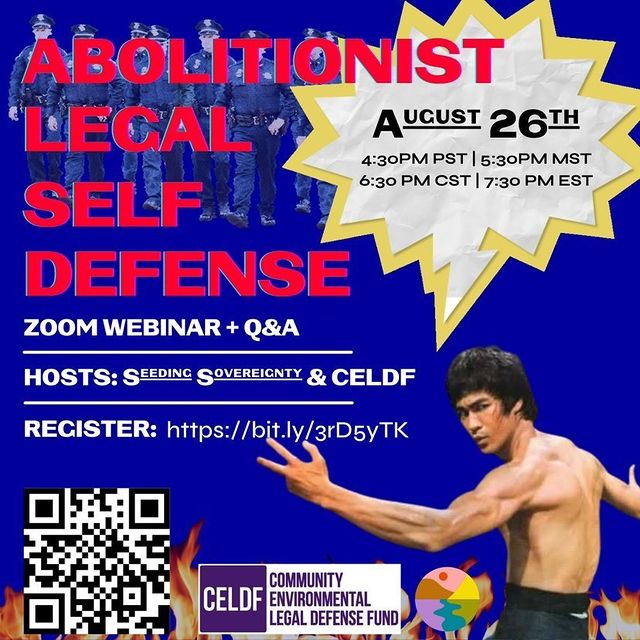 ABOLITIONIST
LEGAL
SELF
DEFENSE
AUGUST 26TH
4:30PM PST | 5:30PM MST
6:30 PM CST | 7:30 PM EST
ZOOM WEBINAR + Q&A
HOSTS: SEEDING SOVEREIGNTY & CELDF
REGISTER: https://bit.ly/3rD5yTK
CELDF
COMMUNITY
ENVIRONMENTAL
LEGAL DEFENSE FUND